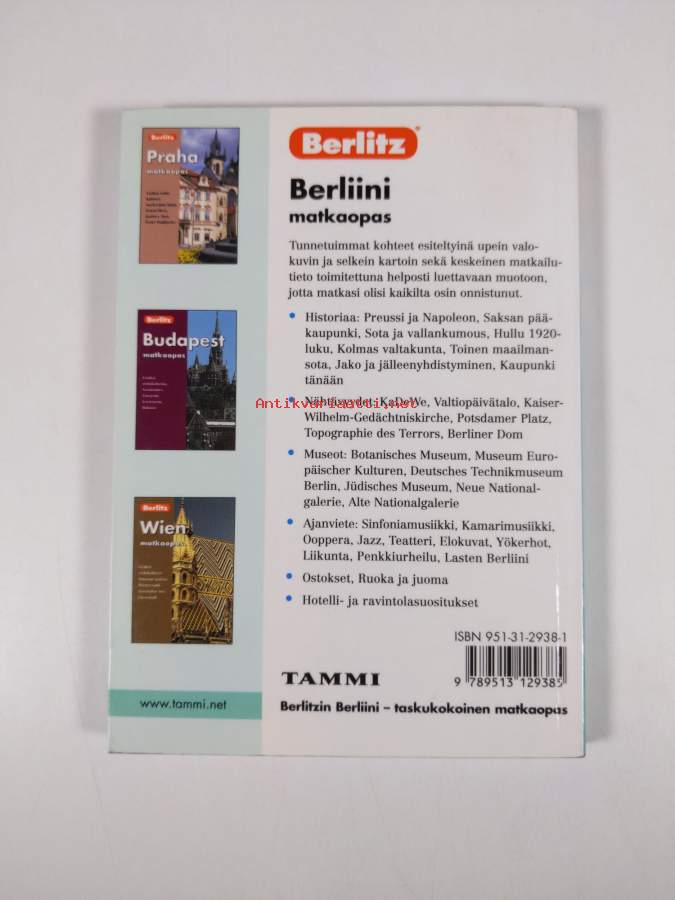 Berlitz
Praha
matkaopas
Berlitz
Budapest
matkaopas
Berlitz
Wien
matkaopas
www.tammi.net
Berlitz®
Berliini
matkaopas
Tunnetuimmat kohteet esiteltyinä upein valo-
kuvin ja selkein kartoin sekä keskeinen matkailu-
tieto toimitettuna helposti luettavaan muotoon,
jotta matkasi olisi kaikilta osin onnistunut.
• Historiaa: Preussi ja Napoleon, Saksan pää-
kaupunki, Sota ja vallankumous, Hullu 1920-
luku, Kolmas valtakunta, Toinen maailman-
sota, Jako ja jälleenyhdistyminen, Kaupunki
tänään
• Nähtävyydet: KaDeWe, Valtiopäivätalo, Kaiser-
Wilhelm-Gedächtniskirche, Potsdamer Platz,
Topographie des Terrors, Berliner Dom
• Museot: Botanisches Museum, Museum Euro-
päischer Kulturen, Deutsches Technikmuseum
Berlin, Jüdisches Museum, Neue National-
galerie, Alte Nationalgalerie
• Ajanviete: Sinfoniamusiikki, Kamarimusiikki,
Ooppera, Jazz, Teatteri, Elokuvat, Yökerhot,
Liikunta, Penkkiurheilu, Lasten Berliini
• Ostokset, Ruoka ja juoma
• Hotelli- ja ravintolasuositukset
ISBN 951-31-2938-1
9 789513 129385
TAMMI
Berlitzin Berliini – taskukokoinen matkaopas
Antikvariaatti.net